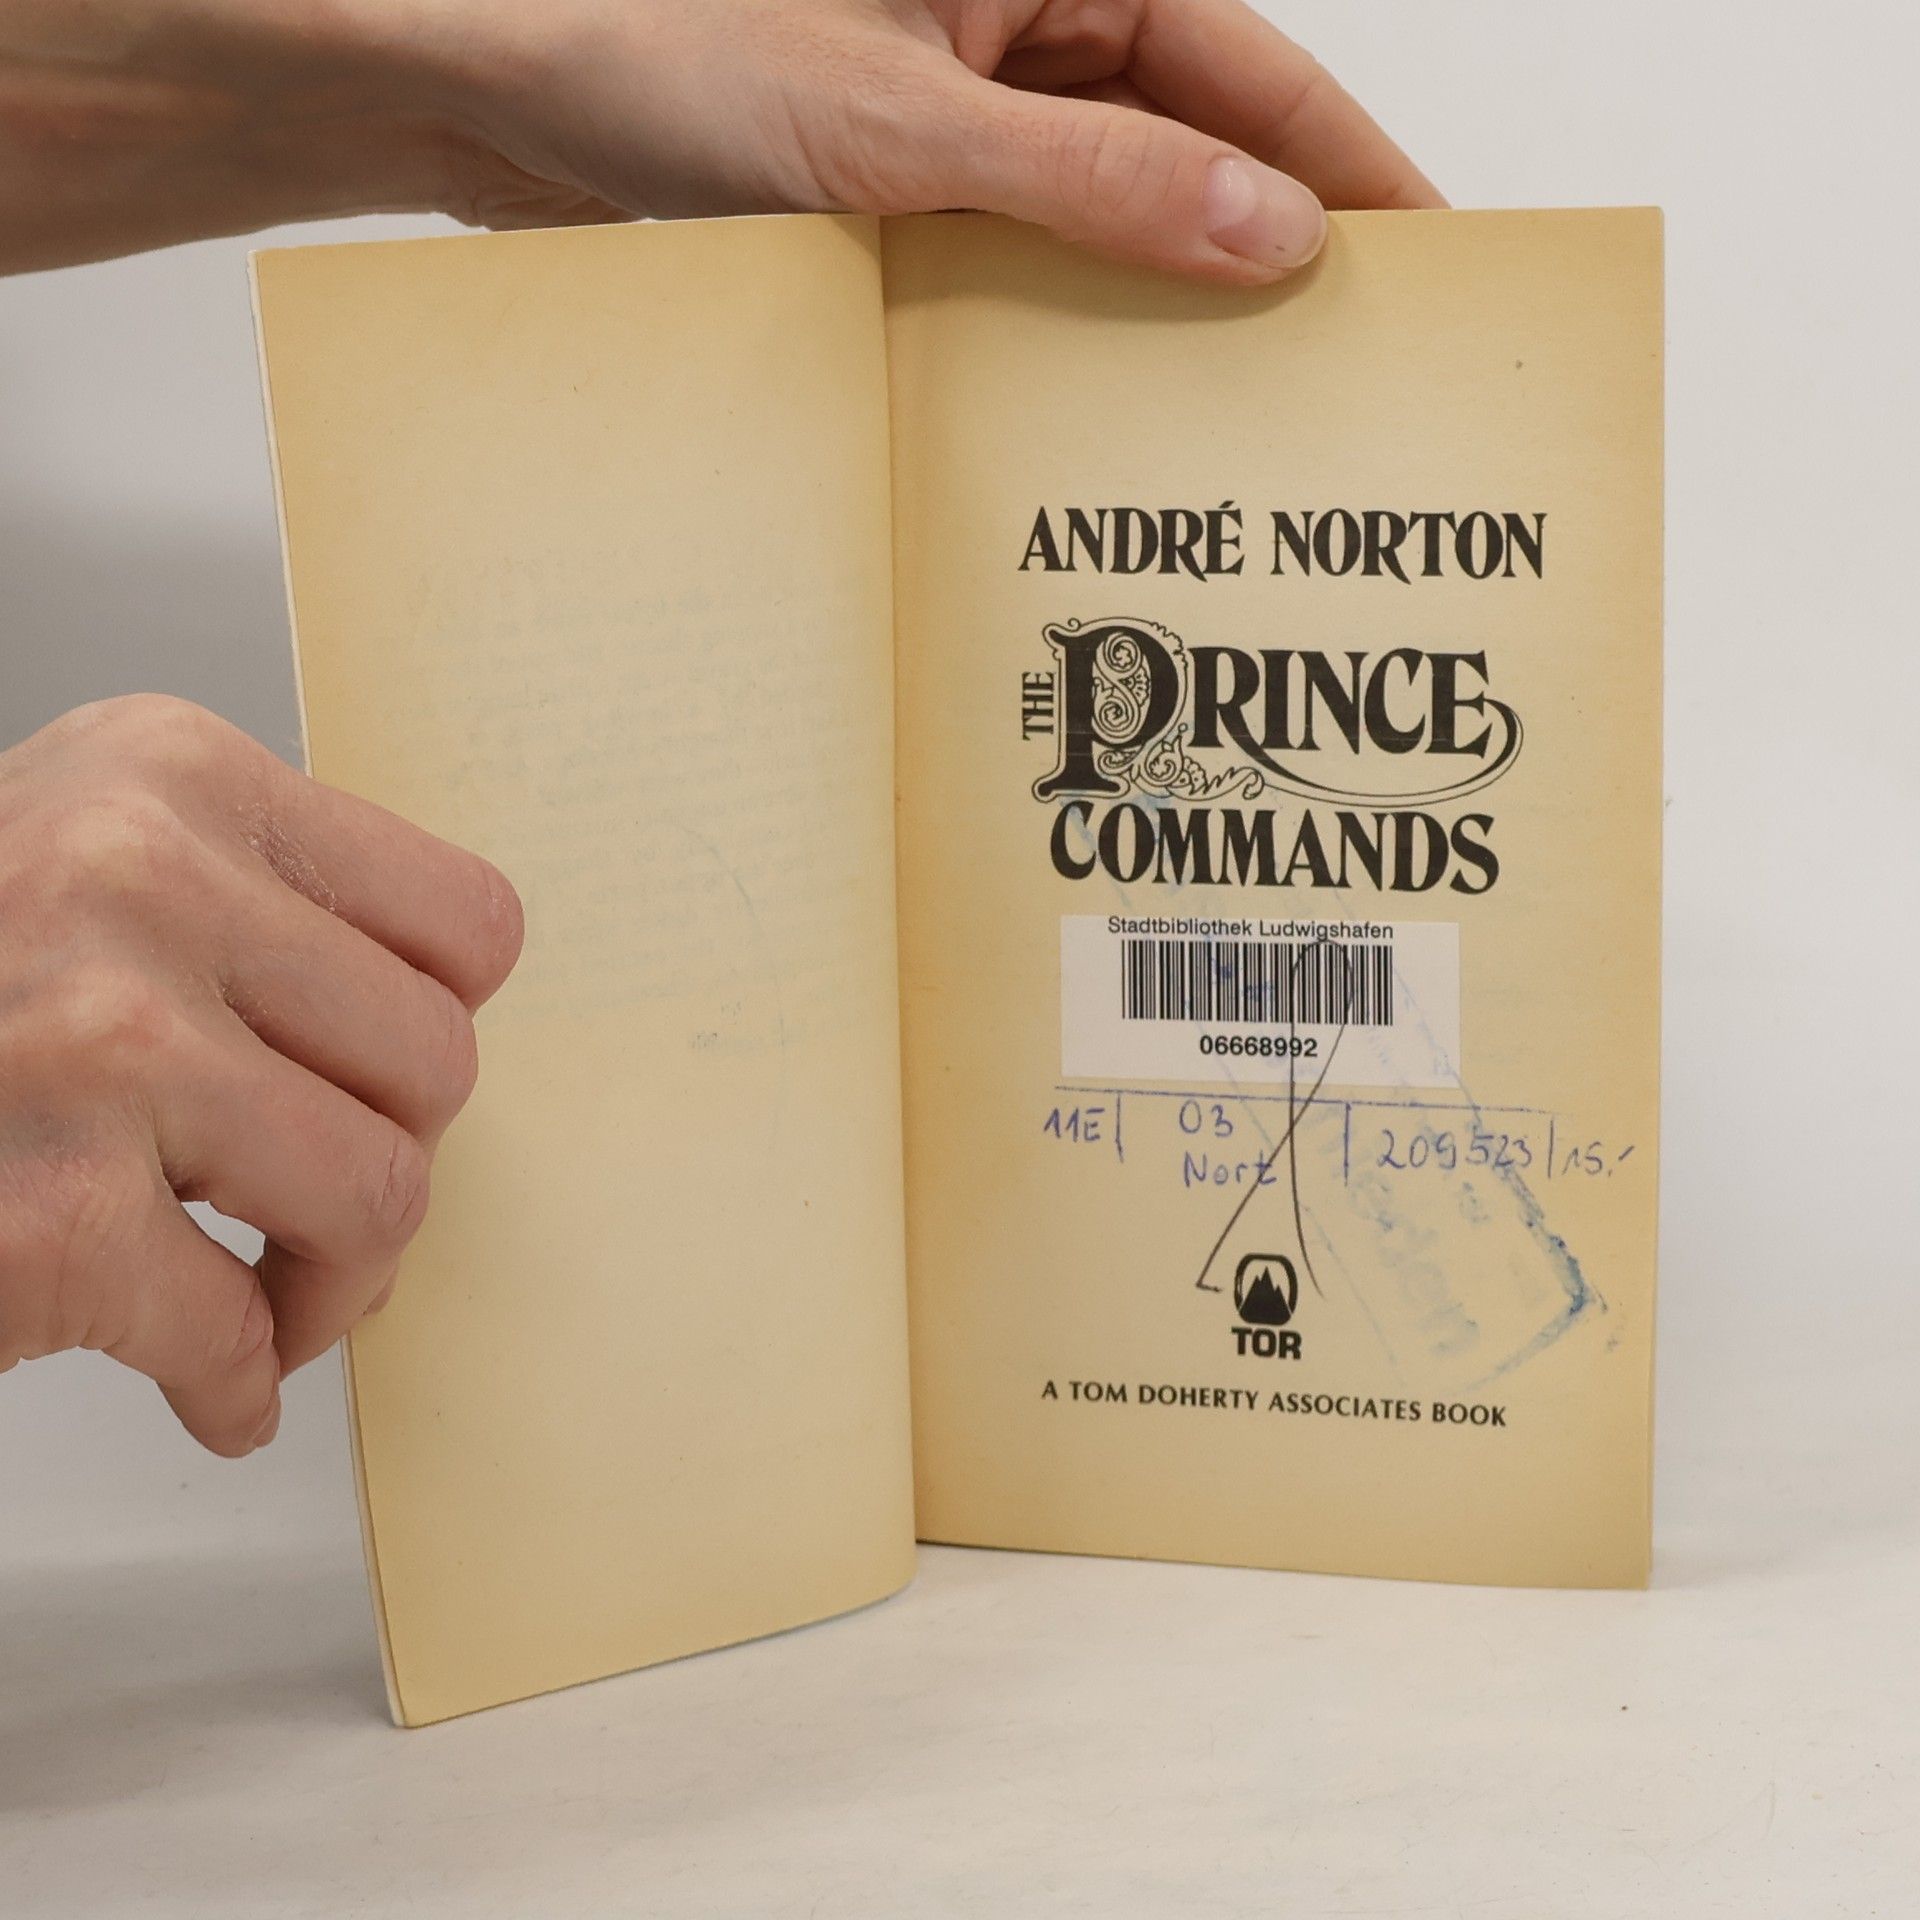 ANDRÉ NORTON
THE PRINCE
COMMANDS
Stadtbibliothek Ludwigshafen
06668992
11E | 03 | 209523 | 15.-
Nort
TOR
A TOM DOHERTY ASSOCIATES BOOK